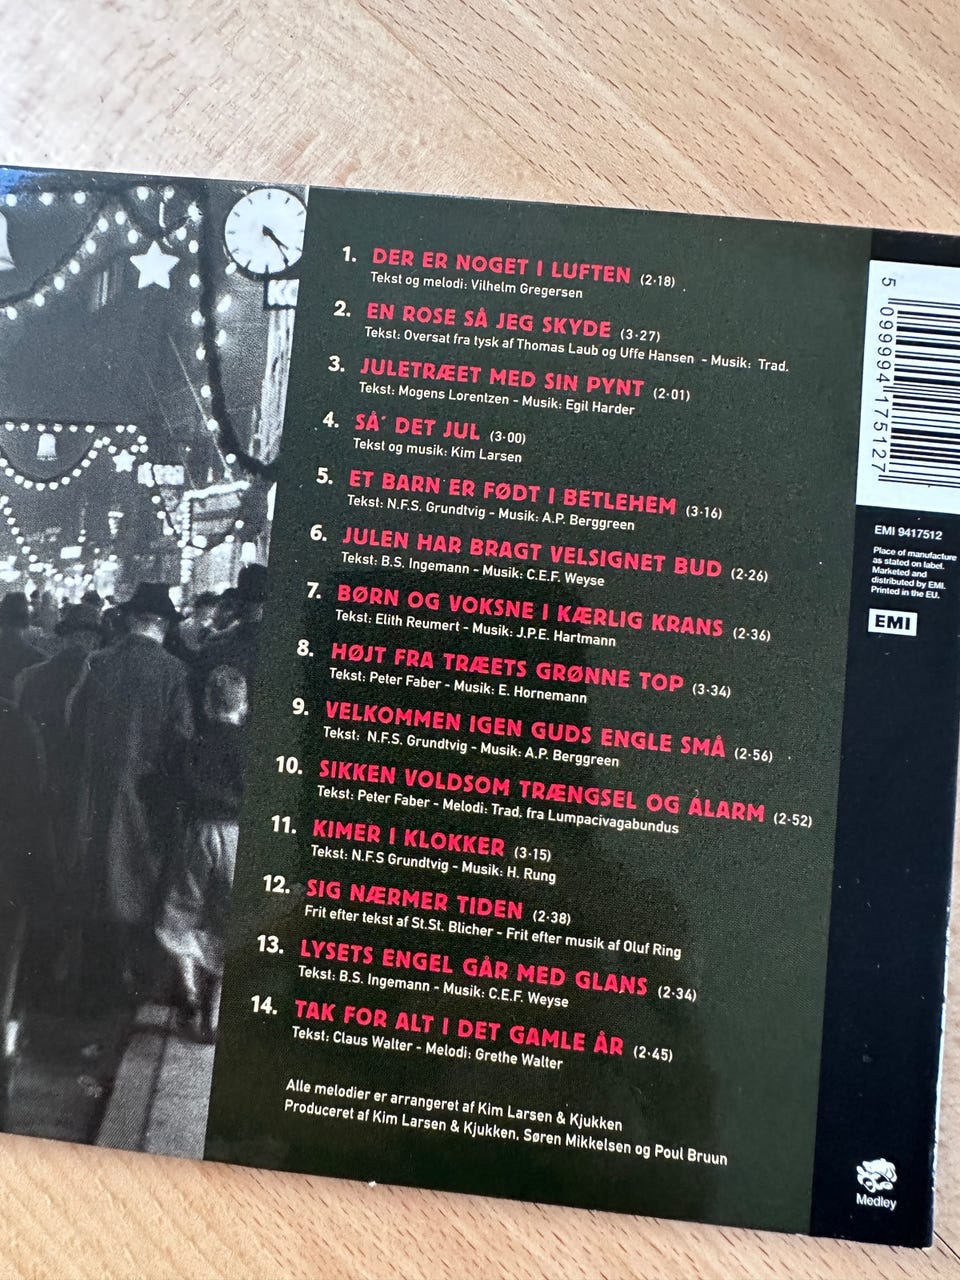 1. DER ER NOGET I LUFTEN (2·18)
Tekst og melodi: Vilhelm Gregersen
2. EN ROSE SÅ JEG SKYDE (3·27)
Tekst: Oversat fra tysk af Thomas Laub og Uffe Hansen - Musik: Trad.
3. JULETRÆET MED SIN PYNT (2·01)
Tekst: Mogens Lorentzen - Musik: Egil Harder
4. SÅ´ DET JUL (3·00)
Tekst og musik: Kim Larsen
5. ET BARN ER FØDT I BETLEHEM (3·16)
Tekst: N.F.S. Grundtvig - Musik: A.P. Berggreen
6. JULEN HAR BRAGT VELSIGNET BUD (2·26)
Tekst: B.S. Ingemann - Musik: C.E.F. Weyse
7. BØRN OG VOKSNE I KÆRLIG KRANS (2·36)
Tekst: Elith Reumert - Musik: J.P.E. Hartmann
8. HØJT FRA TRÆETS GRØNNE TOP (3·34)
Tekst: Peter Faber - Musik: E. Hornemann
9. VELKOMMEN IGEN GUDS ENGLE SMÅ (2·56)
Tekst: N.F.S. Grundtvig - Musik: A.P. Berggreen
10. SIKKEN VOLDSOM TRÆNGSEL OG ALARM (2·52)
Tekst: Peter Faber - Melodi: Trad. fra Lumpacivagabundus
11. KIMER I KLOKKER (3·15)
Tekst: N.F.S Grundtvig - Musik: H. Rung
12. SIG NÆRMER TIDEN (2·38)
Frit efter tekst af St.St. Blicher - Frit efter musik af Oluf Ring
13. LYSETS ENGEL GÅR MED GLANS (2·34)
Tekst: B.S. Ingemann - Musik: C.E.F. Weyse
14. TAK FOR ALT I DET GAMLE ÅR (2·45)
Tekst: Claus Walter - Melodi: Grethe Walter
Alle melodier er arrangeret af Kim Larsen & Kjukken
Produceret af Kim Larsen & Kjukken, Søren Mikkelsen og Poul Bruun
5 099994 175127
EMI 9417512
Place of manufacture
as stated on label.
Marketed and
distributed by EMI.
Printed in the EU.
EMI
Medley